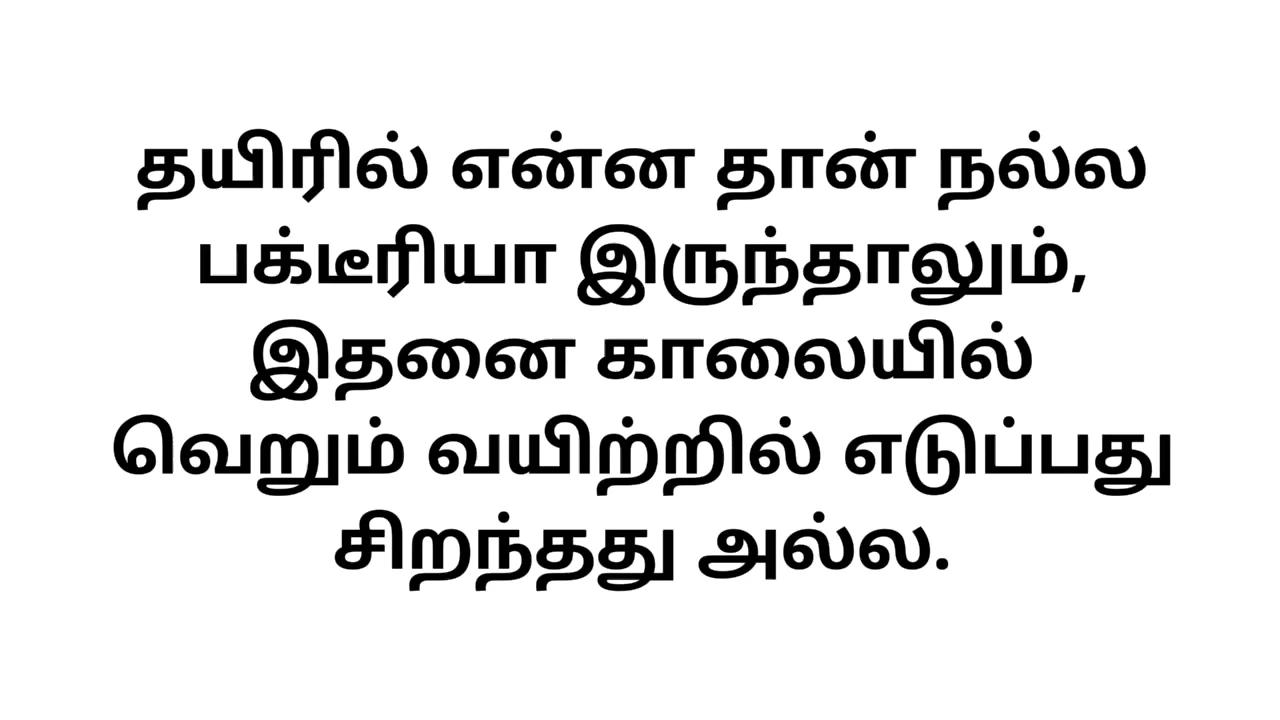 தயிரில் என்ன தான் நல்ல
பக்டீரியா இருந்தாலும்,
இதனை காலையில்
வெறும் வயிற்றில் எடுப்பது
சிறந்தது அல்ல.